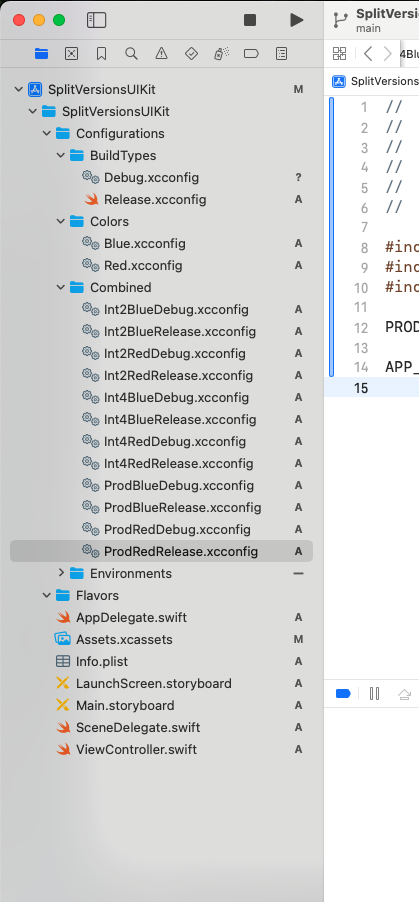 SplitVersions
main
4Blu
SplitVersionsUIKit M
SplitVersionsUIKit
Configurations
BuildTypes
Debug.xcconfig ?
Release.xcconfig A
Colors
Blue.xcconfig A
Red.xcconfig A
Combined
Int2BlueDebug.xcconfig A
Int2BlueRelease.xcconfig A
Int2RedDebug.xcconfig A
Int2RedRelease.xcconfig A
Int4BlueDebug.xcconfig A
Int4BlueRelease.xcconfig A
Int4RedDebug.xcconfig A
Int4RedRelease.xcconfig A
ProdBlueDebug.xcconfig A
ProdBlueRelease.xcconfig A
ProdRedDebug.xcconfig A
ProdRedRelease.xcconfig A
Environments —
Flavors
AppDelegate.swift A
Assets.xcassets M
Info.plist A
LaunchScreen.storyboard A
Main.storyboard A
SceneDelegate.swift A
ViewController.swift A
SplitVersions
1 //
2 //
3 //
4 //
5 //
6 //
7
8 #inc
9 #inc
10 #inc
11
12 PROD
13
14 APP_
15